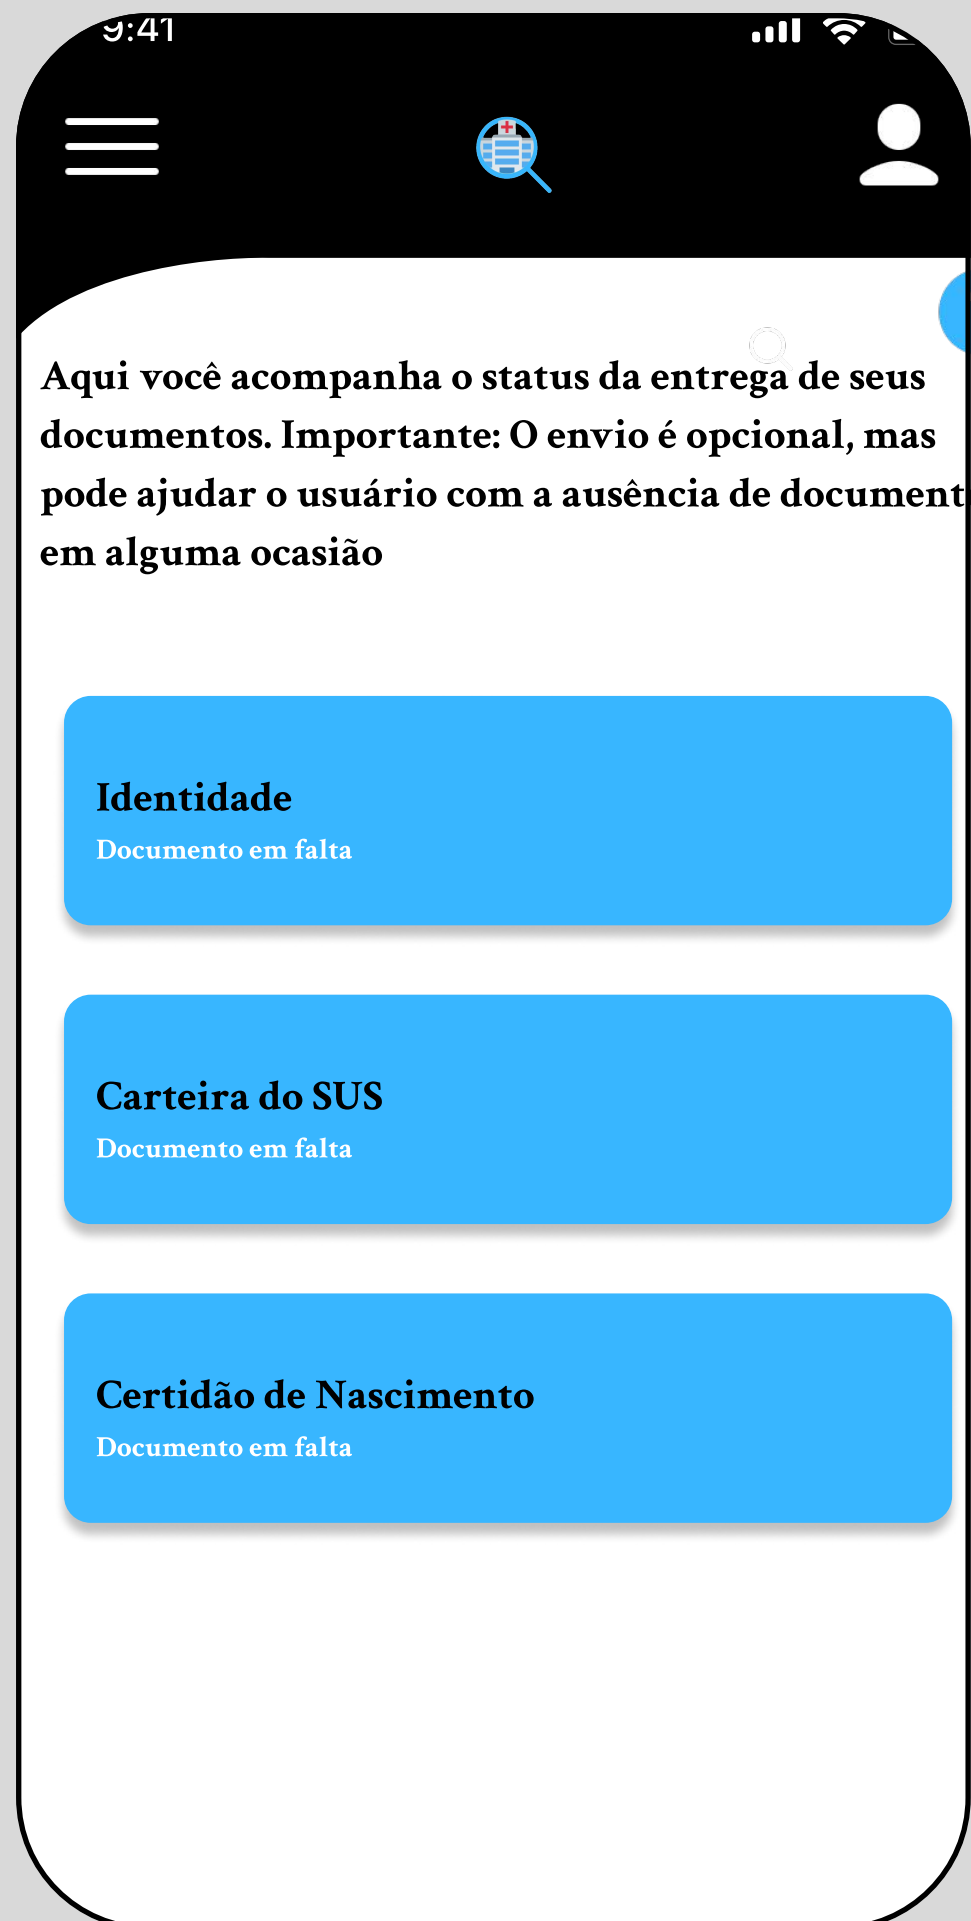 9:41
Aqui você acompanha o status da entrega de seus
documentos. Importante: O envio é opcional, mas
pode ajudar o usuário com a ausência de document
em alguma ocasião
Identidade
Documento em falta
Carteira do SUS
Documento em falta
Certidão de Nascimento
Documento em falta